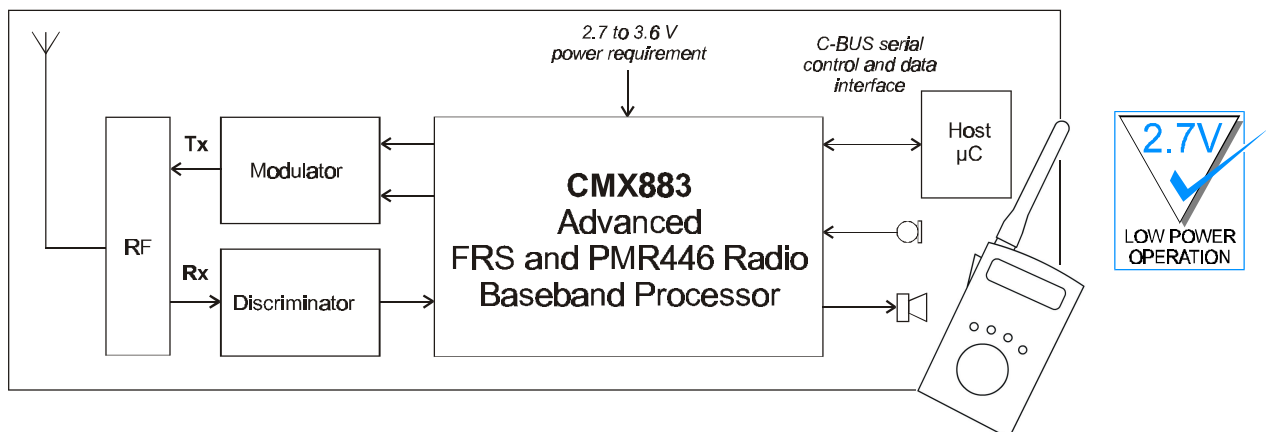 2.7 to 3.6 V
power requirement
C-BUS serial
control and data
interface
Tx
Modulator
Host
µC
2.7V
CMX883
Advanced
FRS and PMR446 Radio
Baseband Processor
RF
LOW POWER
OPERATION
Rx
Discriminator